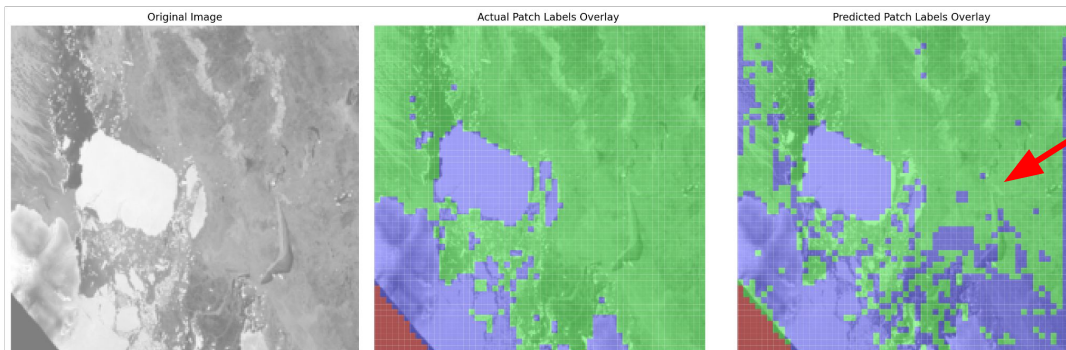 Original Image
Actual Patch Labels Overlay
Predicted Patch Labels Overlay